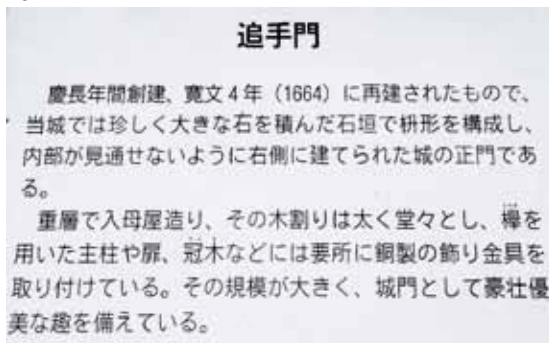 追手門
慶長年間創建、寛文4年（1664）に再建されたもので、
当城では珍しく大きな石を積んだ石垣で枡形を構成し、
内部が見通せないように右側に建てられた城の正門であ
る。
重層で入母屋造り、その木割りは太く堂々とし、欅を
用いた主柱や扉、冠木などには要所に銅製の飾り金具を
取り付けている。その規模が大きく、城門として豪壮優
美な趣を備えている。